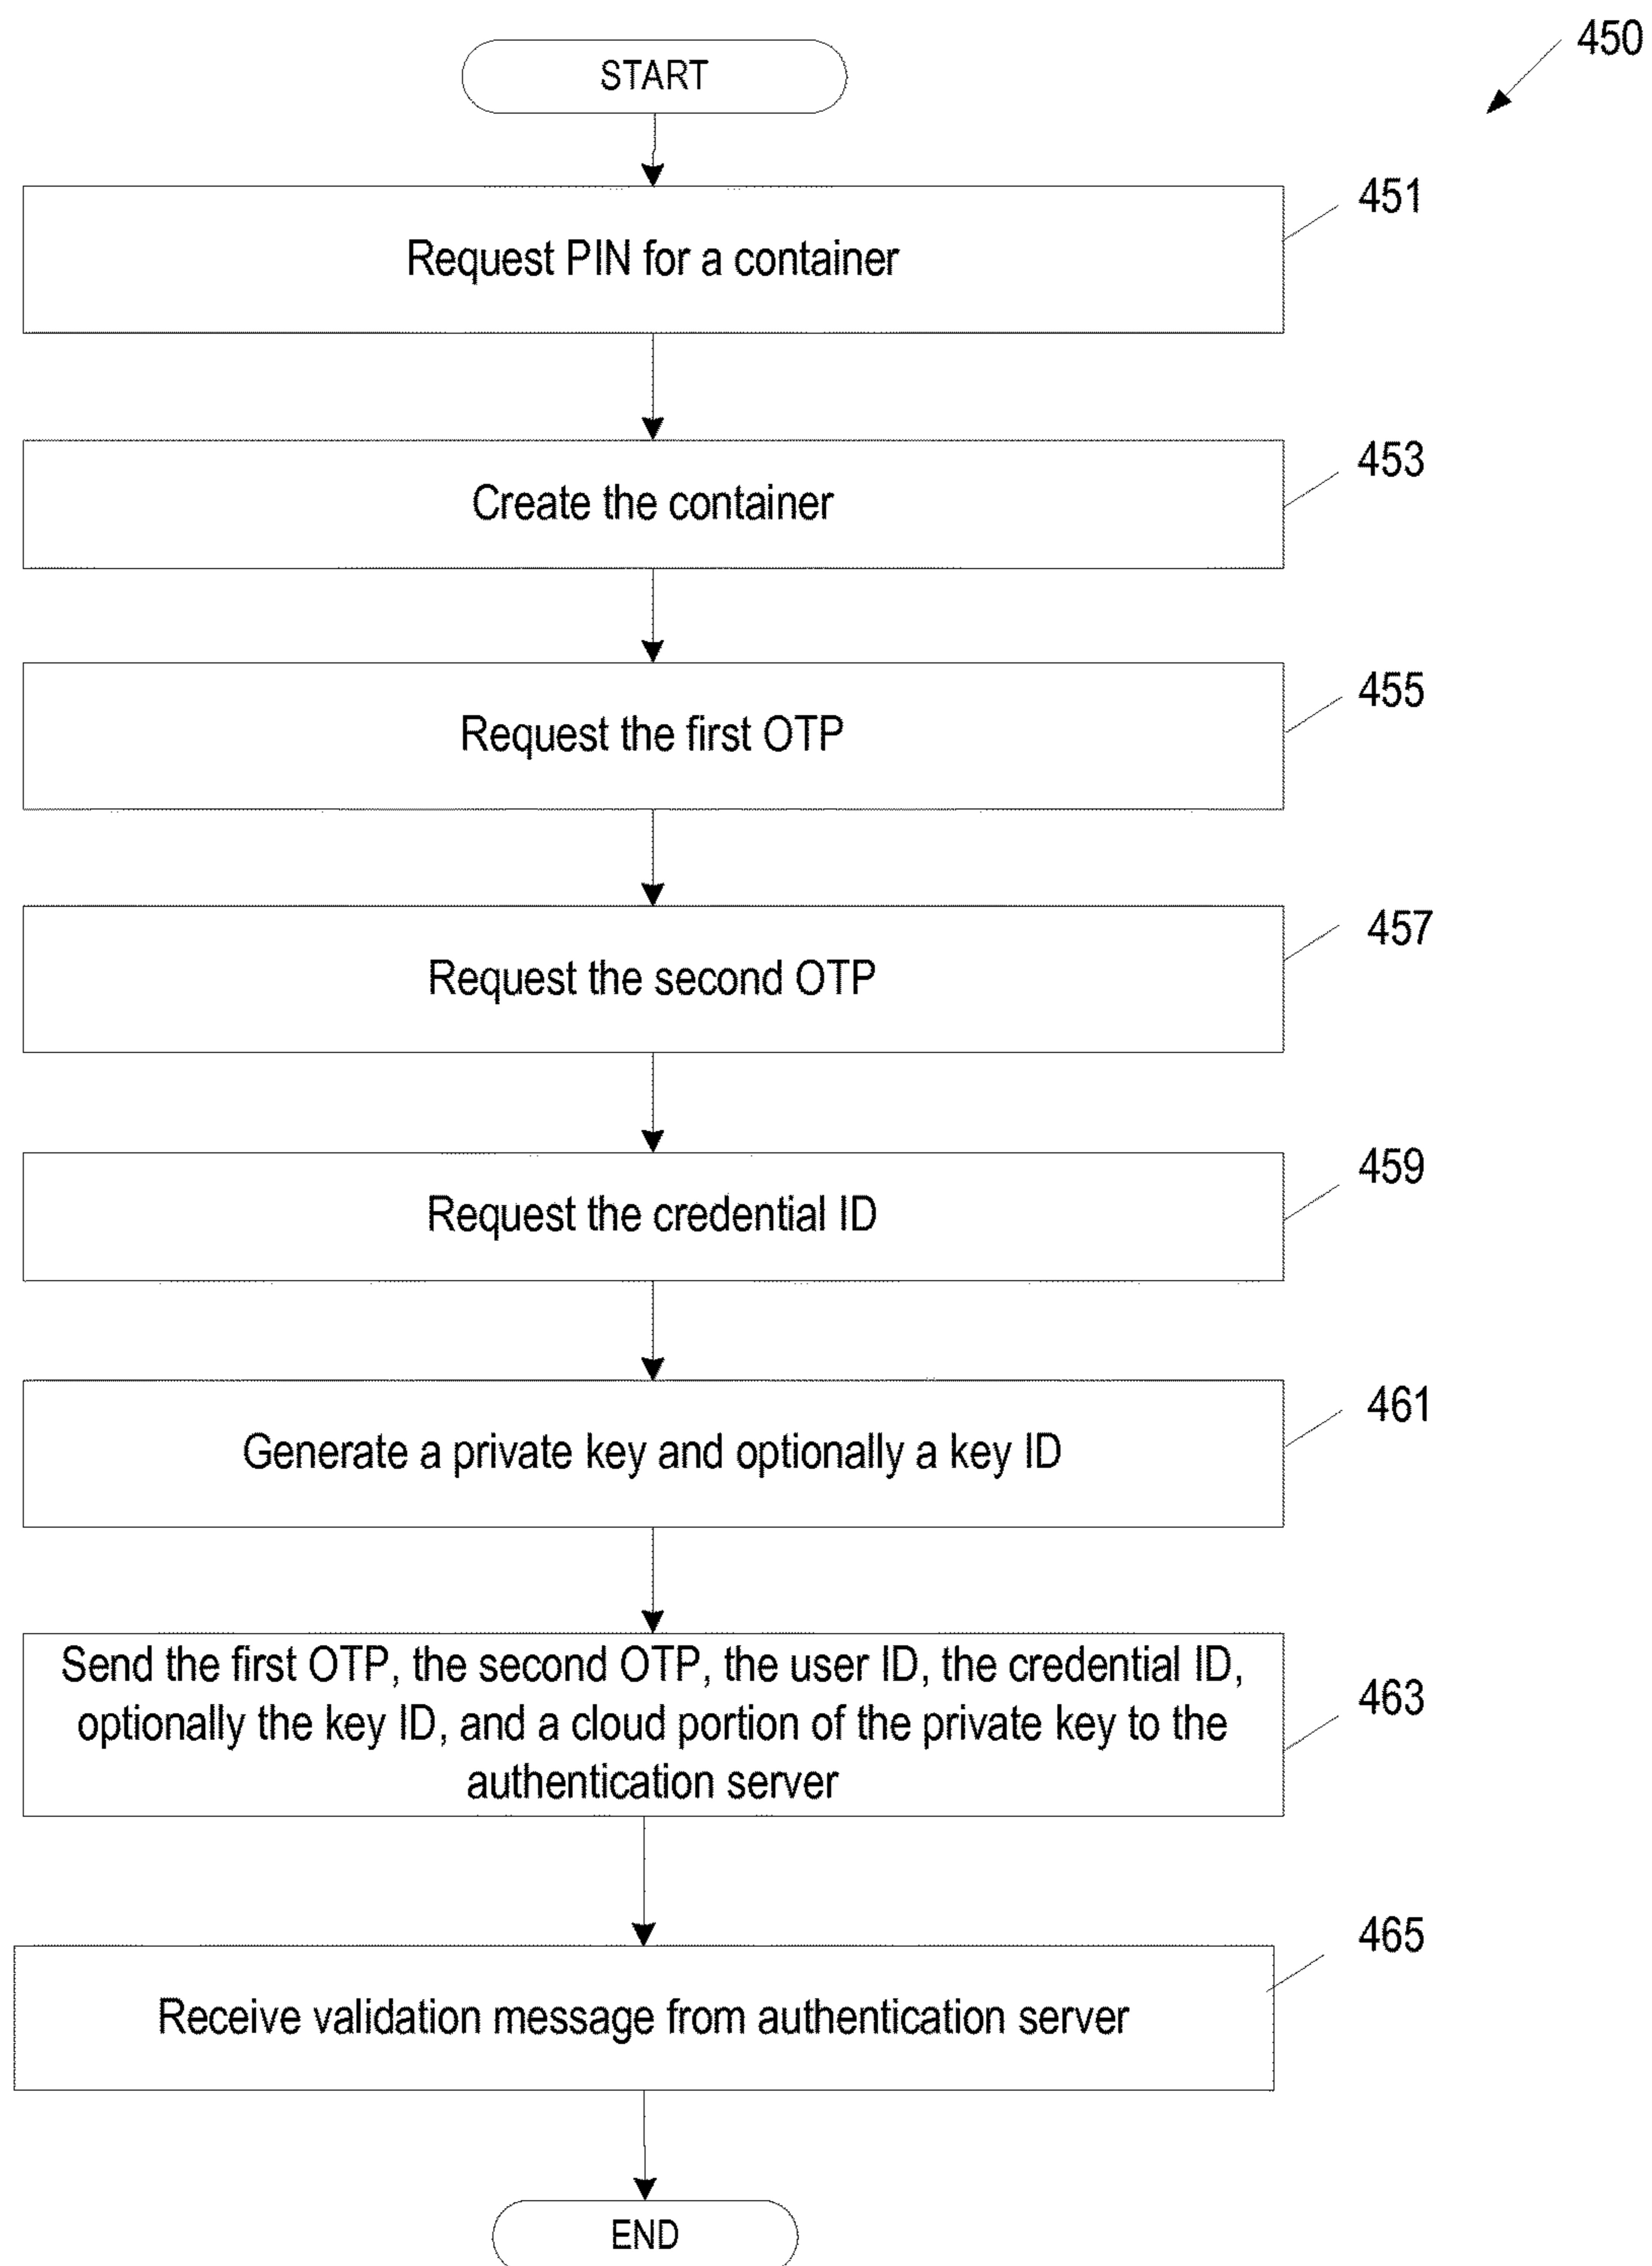 450
START
451
Request PIN for a container
453
Create the container
455
Request the first OTP
457
Request the second OTP
459
Request the credential ID
461
Generate a private key and optionally a key ID
Send the first OTP, the second OTP, the user ID, the credential ID,
463
optionally the key ID, and a cloud portion of the private key to the
authentication server
465
Receive validation message from authentication server
END